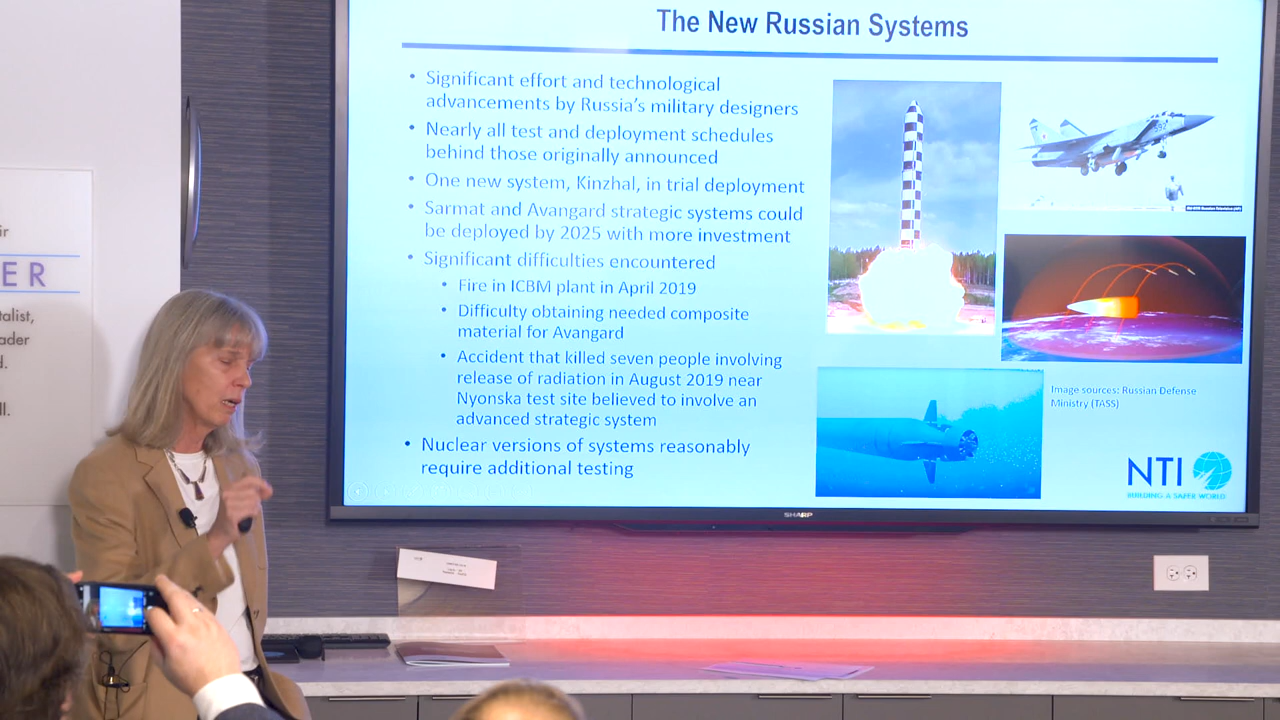 The New Russian Systems
• Significant effort and technological
advancements by Russia's military designers
• Nearly all test and deployment schedules
behind those originally announced
• One new system, Kinzhal, in trial deployment
• Sarmat and Avangard strategic systems could
be deployed by 2025 with more investment
• Significant difficulties encountered
• Fire in ICBM plant in April 2019
• Difficulty obtaining needed composite
material for Avangard
• Accident that killed seven people involving
release of radiation in August 2019 near
Nyonska test site believed to involve an
advanced strategic system
• Nuclear versions of systems reasonably
require additional testing
Image sources: Russian Defense
Ministry (TASS)
NTI
BUILDING A SAFER WORLD
SHARP
ir
ER
talist,
ader
d.
ll.